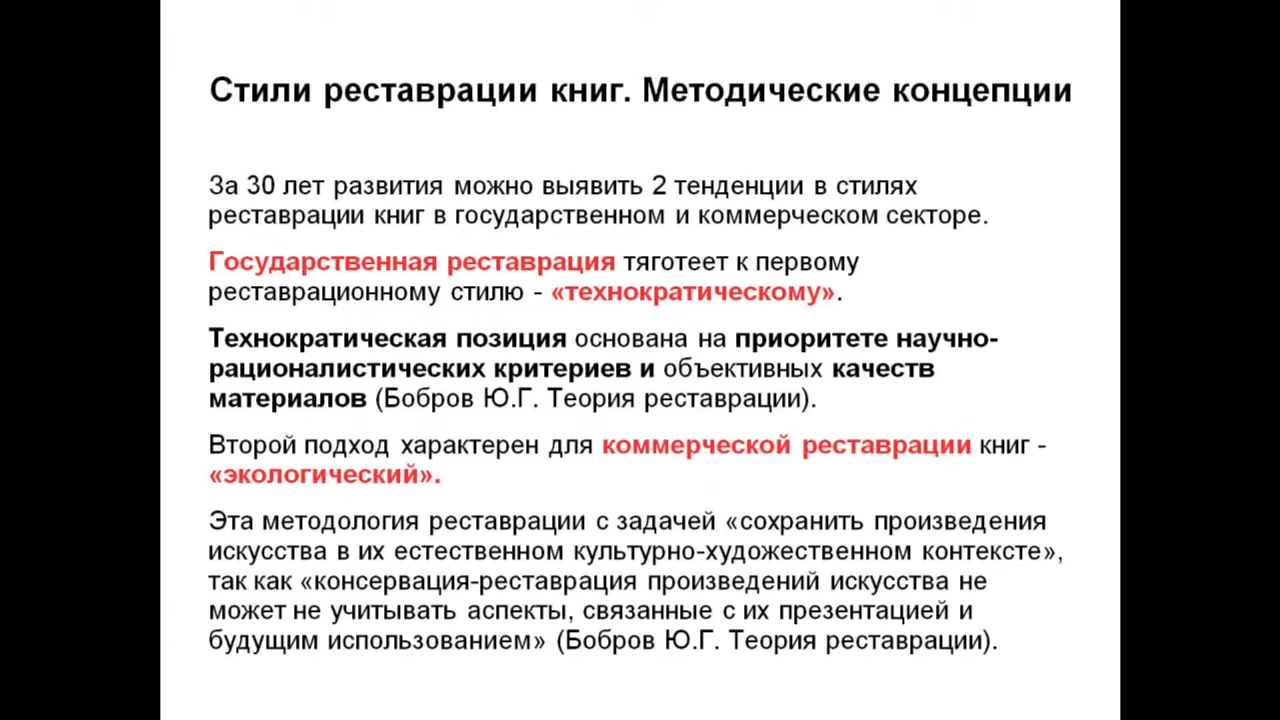 Стили реставрации книг. Методические концепции
За 30 лет развития можно выявить 2 тенденции в стилях
реставрации книг в государственном и коммерческом секторе.
Государственная реставрация тяготеет к первому
реставрационному стилю - «технократическому».
Технократическая позиция основана на приоритете научно-
рационалистических критериев и объективных качеств
материалов (Бобров Ю.Г. Теория реставрации).
Второй подход характерен для коммерческой реставрации книг -
«экологический».
Эта методология реставрации с задачей «сохранить произведения
искусства в их естественном культурно-художественном контексте»,
так как «консервация-реставрация произведений искусства не
может не учитывать аспекты, связанные с их презентацией и
будущим использованием» (Бобров Ю.Г. Теория реставрации).